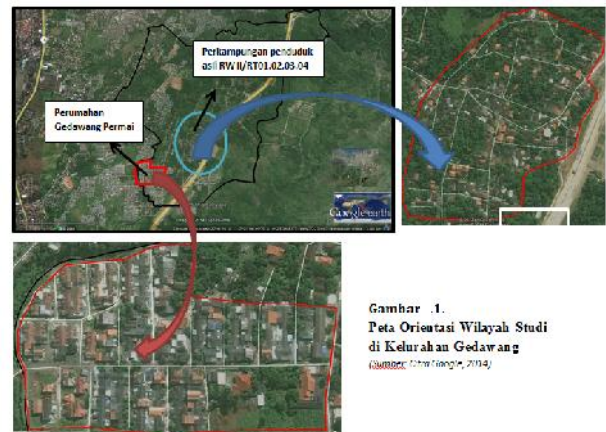 Perkampungan penduduk
asli RW II/RT01.02.03.04
Perumahan
Gedawang Permai
Google earth
Gambar .1.
Peta Orientasi Wilayah Studi
di Kelurahan Gedawang
(Sumber: Citra Google, 2014)